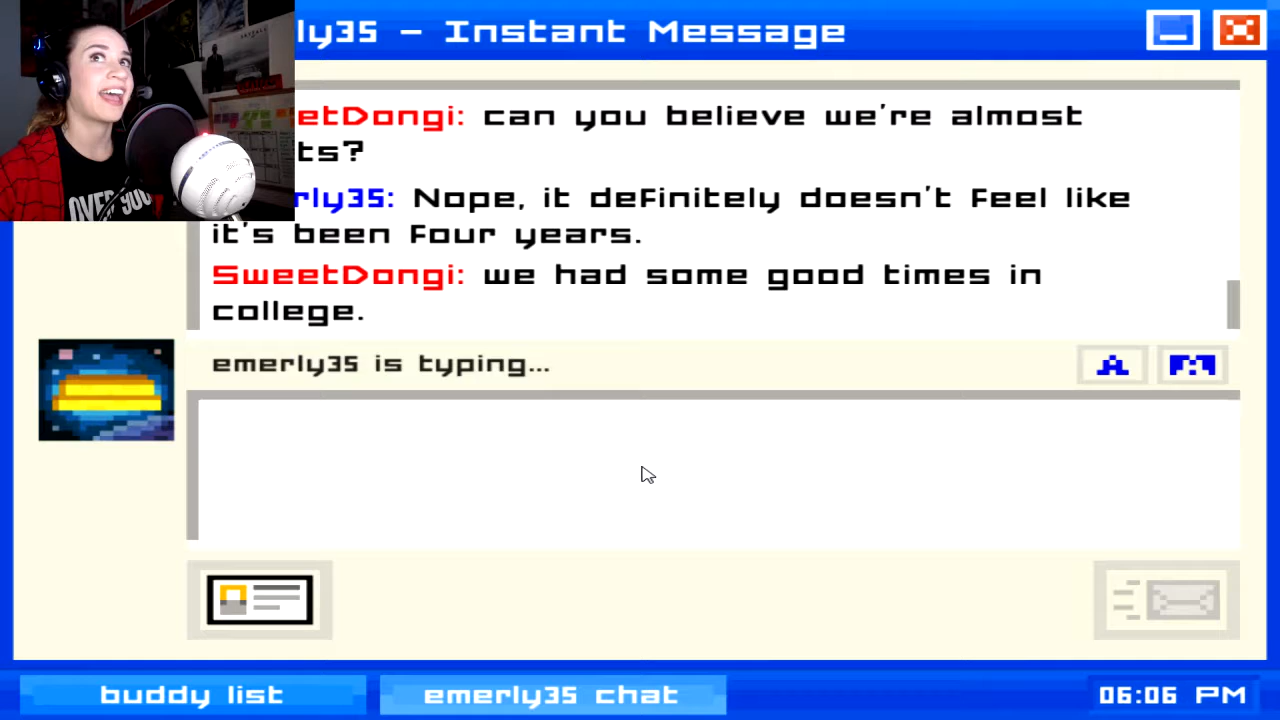 ly35 - Instant Message
etDongi: can you believe we're almost
ts?
rly35: Nope, it definitely doesn't feel like
it's been four years.
SweetDongi: we had some good times in
college.
emerly35 is typing...
A
buddy list
emerly35 chat
06:06 PM
OVER YOU